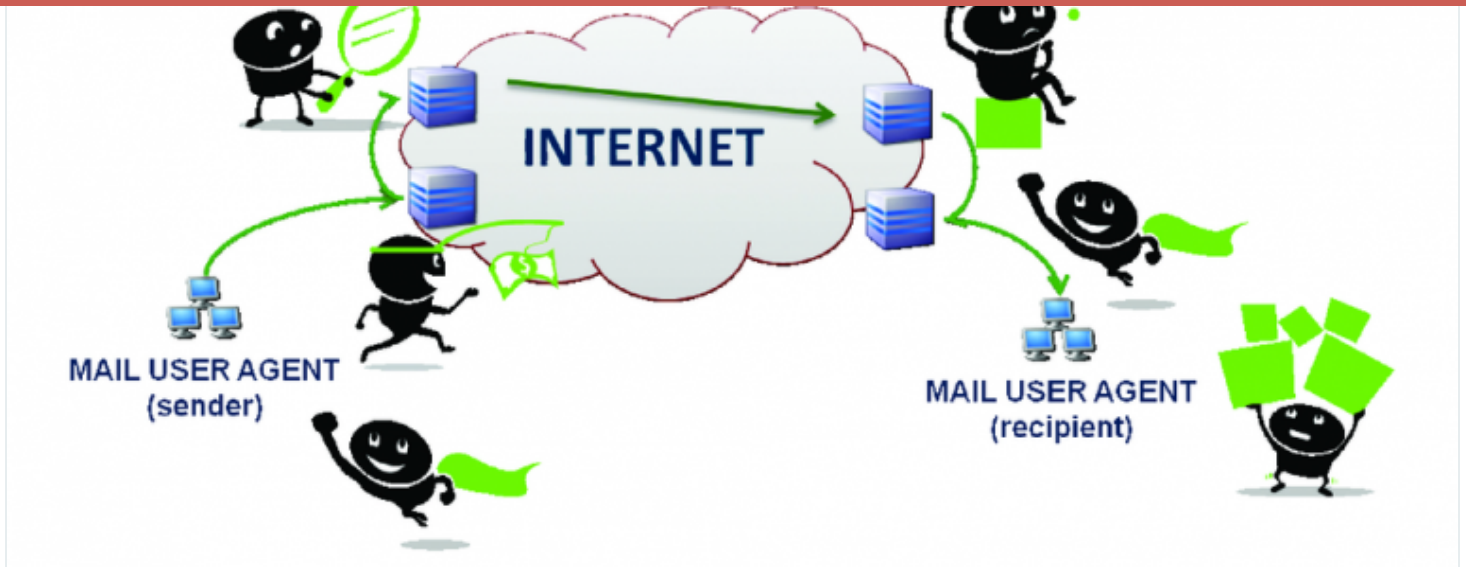 INTERNET
MAIL USER AGENT
(sender)
MAIL USER AGENT
(recipient)